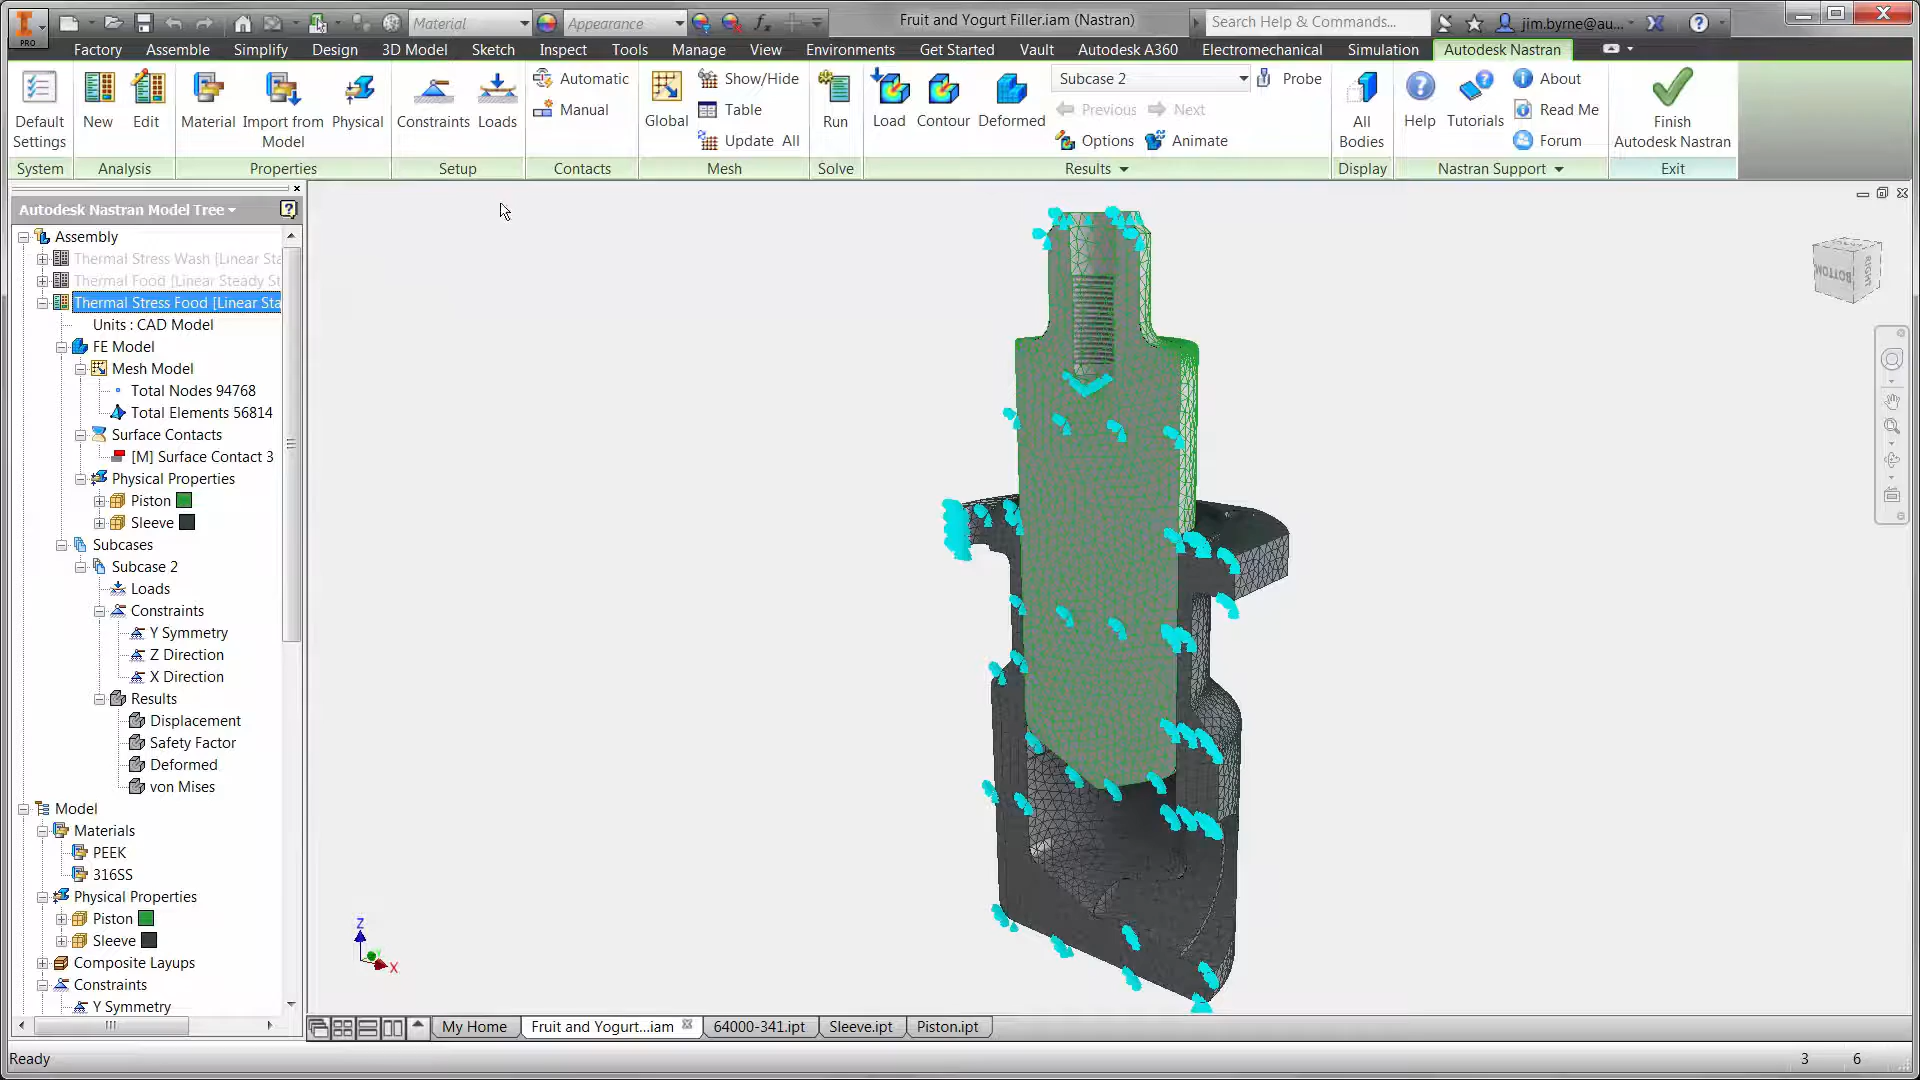 PRO
Material
Appearance
Fruit and Yogurt Filler.iam (Nastran)
Search Help & Commands...
jim.byrne@au...
Factory Assembly Simplify Design 3D Model Sketch Inspect Tools Manage View Environments Get Started Vault Autodesk A360 Electromechanical Simulation Autodesk Nastran
Default Settings
New
Edit
Material
Import from Model
Physical
Constraints
Loads
Automatic
Manual
Global
Show/Hide
Table
Update All
Run
Load
Contour
Deformed
Subcase 2
Probe
Previous
Next
Options
Animate
All Bodies
Help
Tutorials
About
Read Me
Forum
Finish Autodesk Nastran
System Analysis Properties Setup Contacts Mesh Solve Results Display Nastran Support Exit
Autodesk Nastran Model Tree
Assembly
Thermal Stress Wash [Linear Sta
Thermal Food [Linear Steady St
Thermal Stress Food [Linear Sta
Units : CAD Model
FE Model
Mesh Model
Total Nodes 94768
Total Elements 56814
Surface Contacts
[M] Surface Contact 3
Physical Properties
Piston
Sleeve
Subcases
Subcase 2
Loads
Constraints
Y Symmetry
Z Direction
X Direction
Results
Displacement
Safety Factor
Deformed
von Mises
Model
Materials
PEEK
316SS
Physical Properties
Piston
Sleeve
Composite Layups
Constraints
Y Symmetry
BOTTOM
RIGHT
Z
X
My Home
Fruit and Yogurt...iam
64000-341.ipt
Sleeve.ipt
Piston.ipt
Ready
3 6